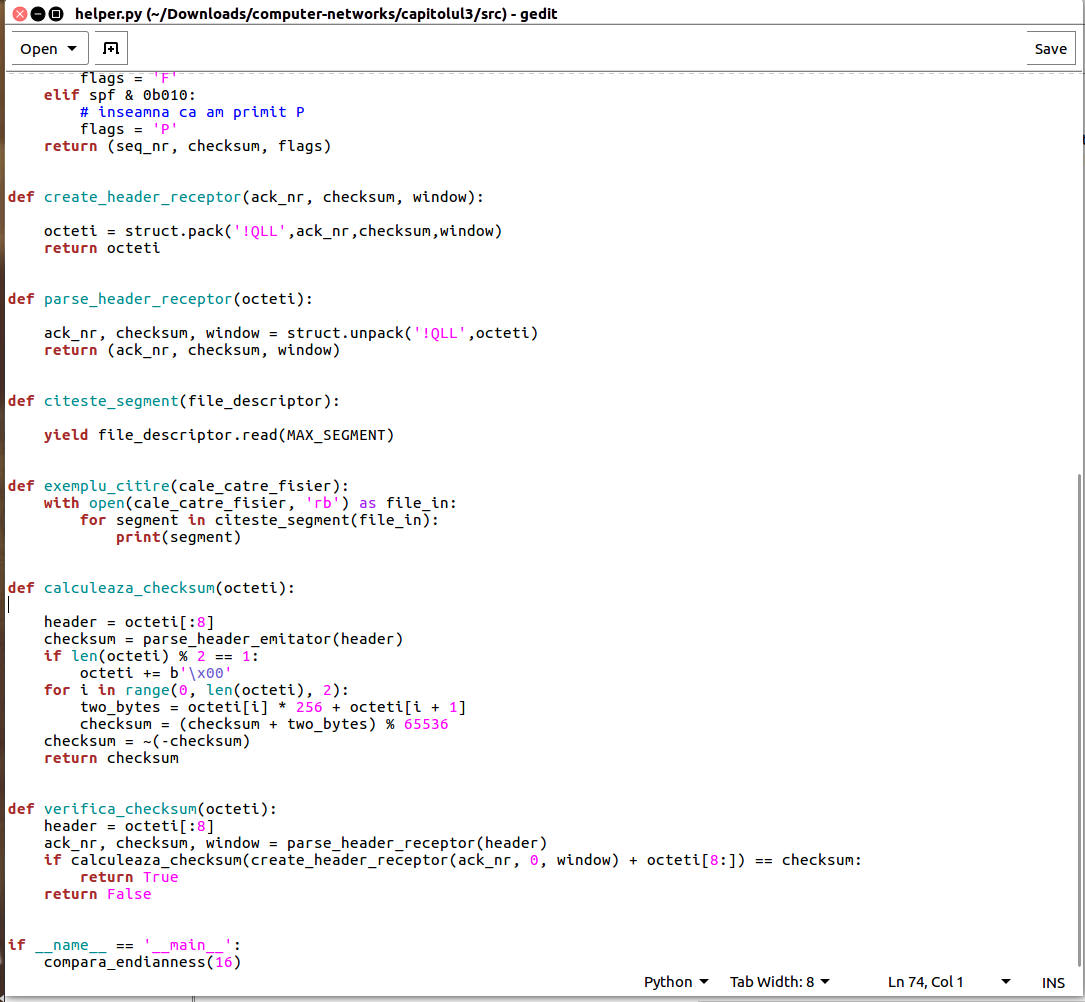 helper.py (~/Downloads/computer-networks/capitolul3/src) - gedit
Open
Save
        flags = 'F'
    elif spf & 0b010:
        # inseamna ca am primit P
        flags = 'P'
    return (seq_nr, checksum, flags)
def create_header_receptor(ack_nr, checksum, window):
    octeti = struct.pack('!QLL',ack_nr,checksum,window)
    return octeti
def parse_header_receptor(octeti):
    ack_nr, checksum, window = struct.unpack('!QLL',octeti)
    return (ack_nr, checksum, window)
def citeste_segment(file_descriptor):
    yield file_descriptor.read(MAX_SEGMENT)
def exemplu_citire(cale_catre_fisier):
    with open(cale_catre_fisier, 'rb') as file_in:
        for segment in citeste_segment(file_in):
            print(segment)
def calculeaza_checksum(octeti):
    header = octeti[:8]
    checksum = parse_header_emitator(header)
    if len(octeti) % 2 == 1:
        octeti += b'\x00'
    for i in range(0, len(octeti), 2):
        two_bytes = octeti[i] * 256 + octeti[i + 1]
        checksum = (checksum + two_bytes) % 65536
    checksum = ~(-checksum)
    return checksum
def verifica_checksum(octeti):
    header = octeti[:8]
    ack_nr, checksum, window = parse_header_receptor(header)
    if calculeaza_checksum(create_header_receptor(ack_nr, 0, window) + octeti[8:]) == checksum:
        return True
    return False
if __name__ == '__main__':
    compara_endianness(16)
Python
Tab Width: 8
Ln 74, Col 1
INS